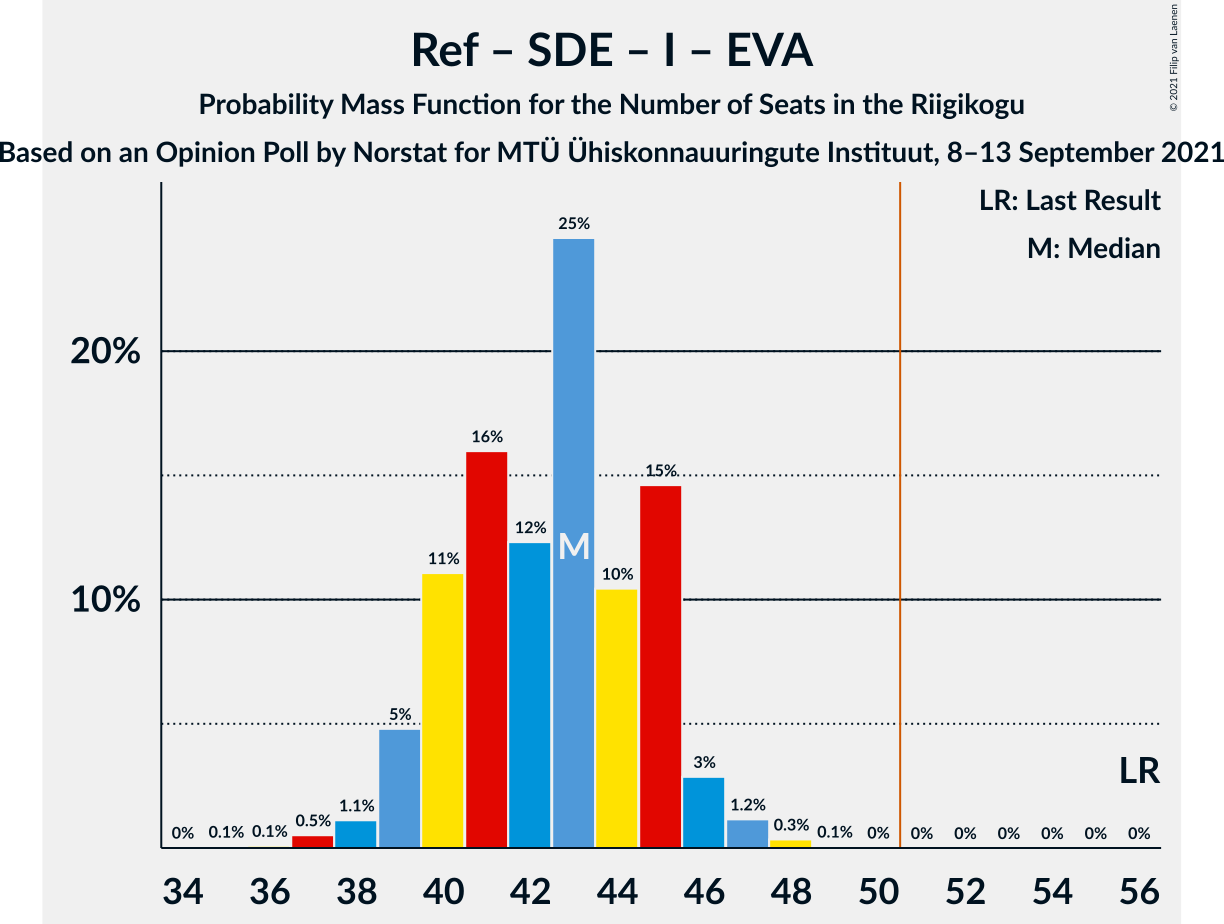 Ref – SDE – I – EVA
Probability Mass Function for the Number of Seats in the Riigikogu
Based on an Opinion Poll by Norstat for MTÜ Ühiskonnauuringute Instituut, 8–13 September 2021
© 2021 Filip van Laenen
LR: Last Result
M: Median
20%
10%
0% 0.1% 0.1% 0.5% 1.1% 5% 11% 16% 12% 25% 10% 15% 3% 1.2% 0.3% 0.1% 0% 0% 0% 0% 0% 0% 0%
M
LR
34 36 38 40 42 44 46 48 50 52 54 56